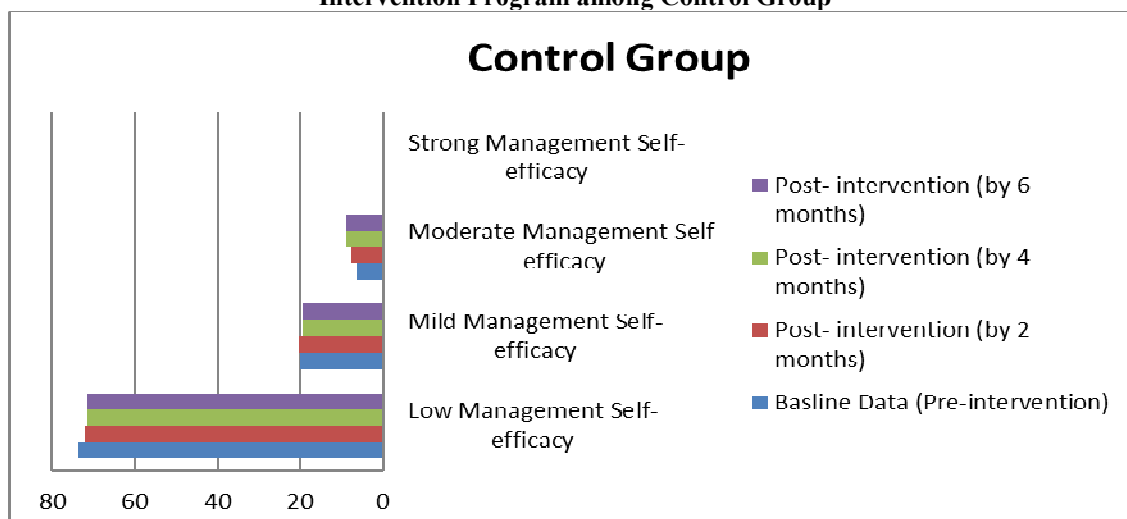 Intervention Program among Control Group
Control Group
Strong Management Self-
efficacy
Moderate Management Self
efficacy
Mild Management Self-
efficacy
Low Management Self-
efficacy
Post- intervention (by 6
months)
Post- intervention (by 4
months)
Post- intervention (by 2
months)
Basline Data (Pre-intervention)
80 60 40 20 0